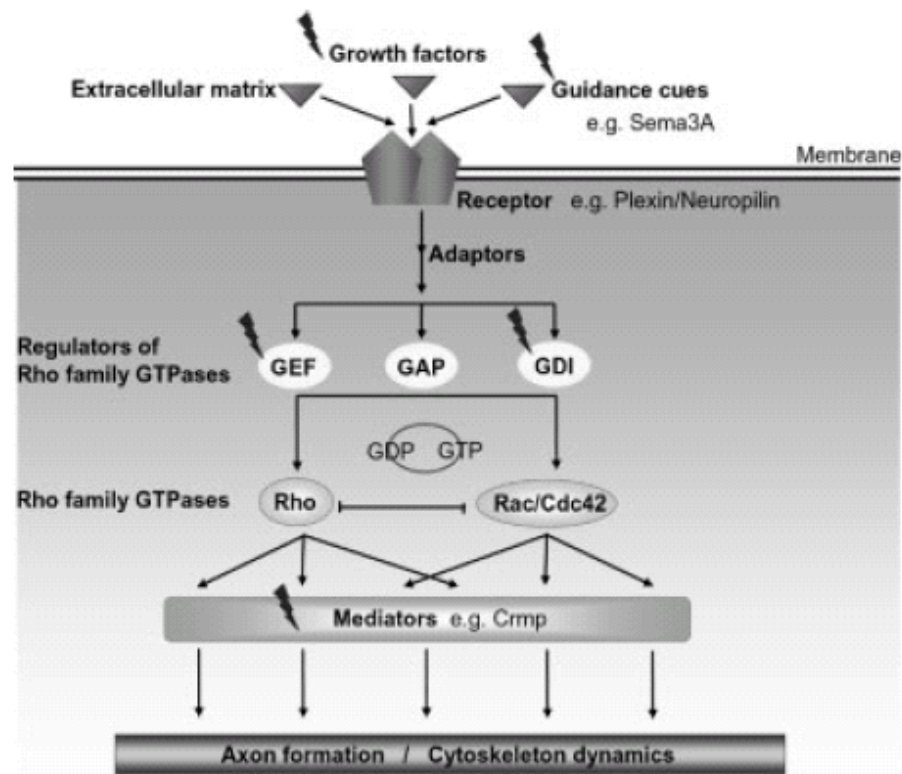 Growth factors
Extracellular matrix
Guidance cues
e.g. Sema3A
Membrane
Receptor e.g. Plexin/Neuropilin
Adaptors
Regulators of
Rho family GTPases
GEF
GAP
GDI
GDP GTP
Rho family GTPases
Rho
Rac/Cdc42
Mediators e.g. Crmp
Axon formation / Cytoskeleton dynamics